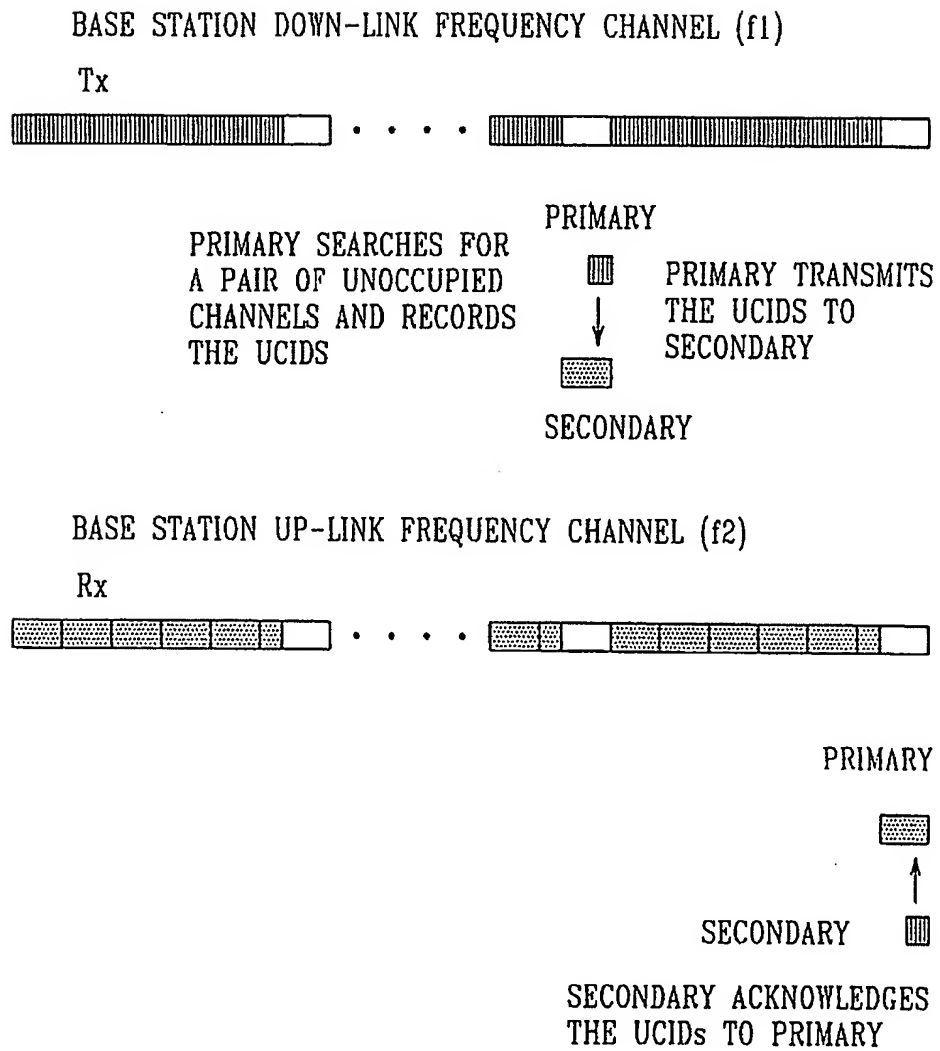 BASE STATION DOWN-LINK FREQUENCY CHANNEL (f1)
Tx
PRIMARY SEARCHES FOR
A PAIR OF UNOCCUPIED
CHANNELS AND RECORDS
THE UCIDS
PRIMARY
PRIMARY TRANSMITS
THE UCIDS TO
SECONDARY
SECONDARY
BASE STATION UP-LINK FREQUENCY CHANNEL (f2)
Rx
PRIMARY
SECONDARY
SECONDARY ACKNOWLEDGES
THE UCIDs TO PRIMARY